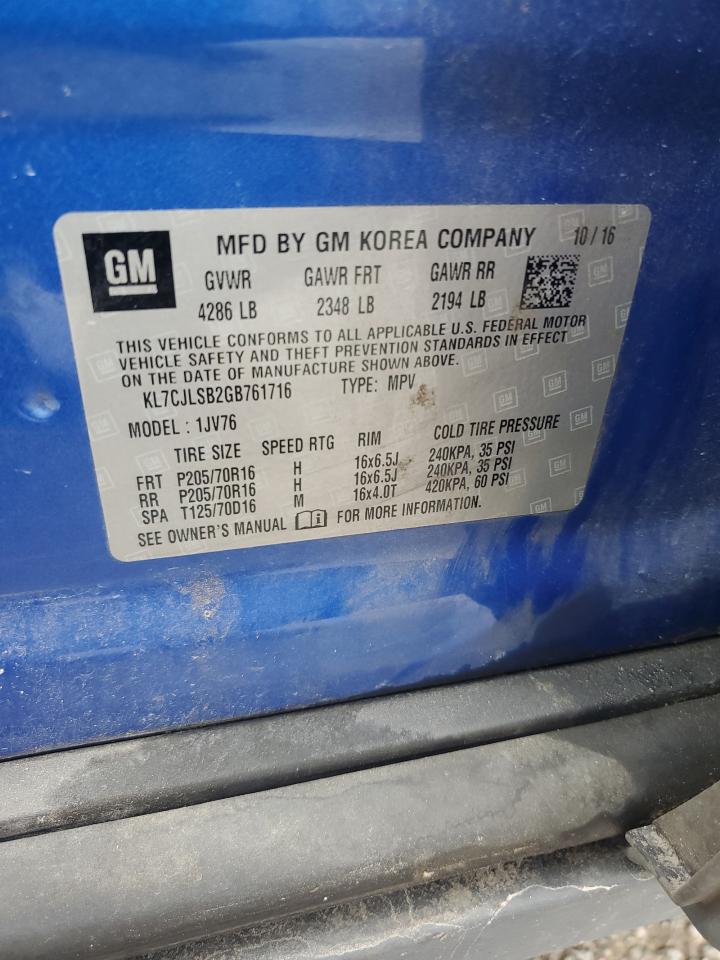 GM
MFD BY GM KOREA COMPANY 10 / 16
GVWR GAWR FRT GAWR RR
4286 LB 2348 LB 2194 LB
THIS VEHICLE CONFORMS TO ALL APPLICABLE U.S. FEDERAL MOTOR
VEHICLE SAFETY AND THEFT PREVENTION STANDARDS IN EFFECT
ON THE DATE OF MANUFACTURE SHOWN ABOVE.
KL7CJLSB2GB761716 TYPE: MPV
MODEL : 1JV76
TIRE SIZE SPEED RTG RIM COLD TIRE PRESSURE
FRT P205/70R16 H 16x6.5J 240KPA, 35 PSI
RR P205/70R16 H 16x6.5J 240KPA, 35 PSI
SPA T125/70D16 M 16x4.0T 420KPA, 60 PSI
SEE OWNER'S MANUAL i FOR MORE INFORMATION.